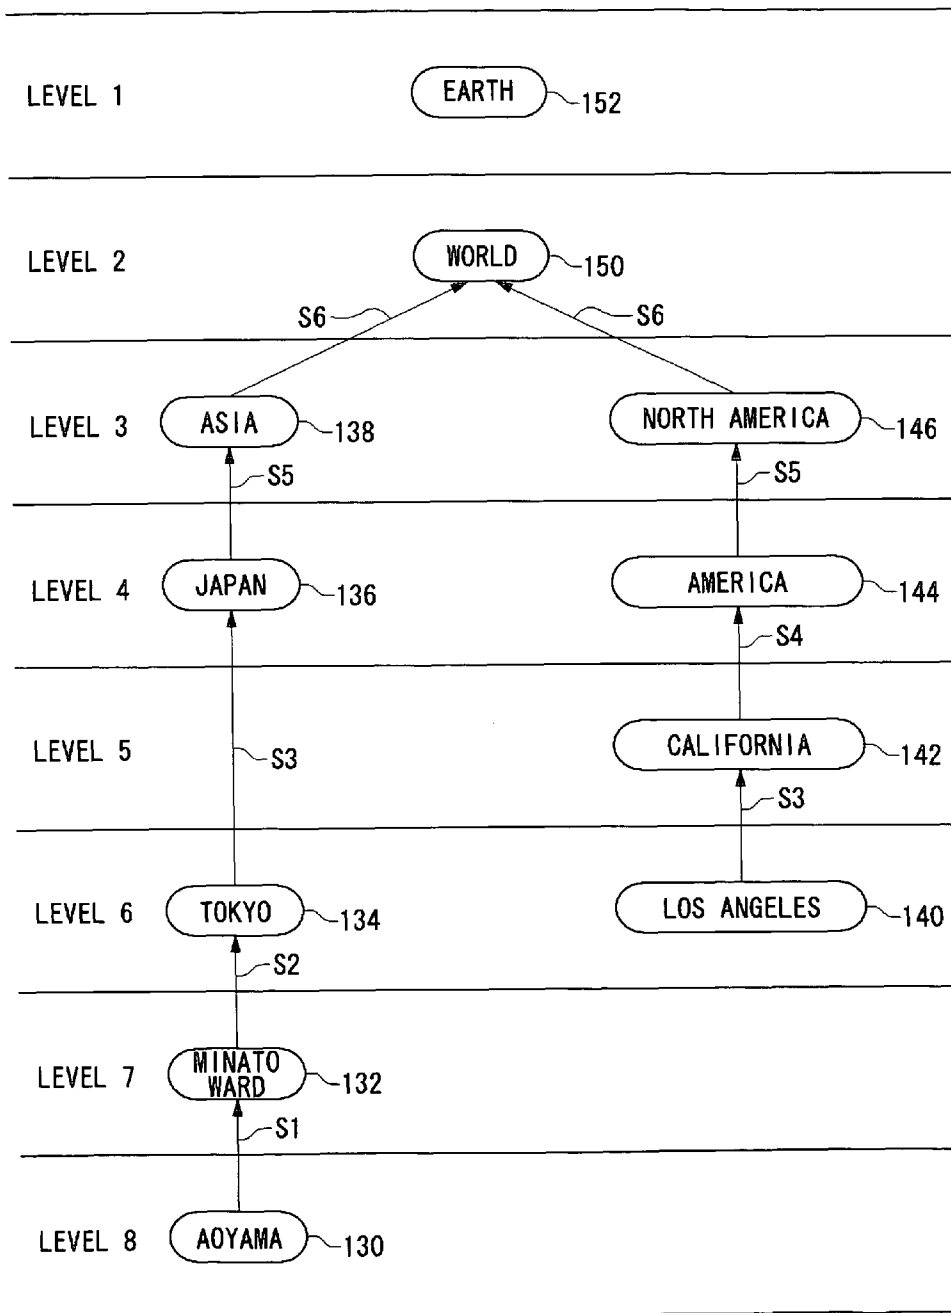 LEVEL 1 EARTH 152
LEVEL 2 WORLD 150
S6 S6
LEVEL 3 ASIA 138 NORTH AMERICA 146
S5 S5
LEVEL 4 JAPAN 136 AMERICA 144
S4
LEVEL 5 S3 CALIFORNIA 142
S3
LEVEL 6 TOKYO 134 LOS ANGELES 140
S2
LEVEL 7 MINATO
WARD 132
S1
LEVEL 8 AOYAMA 130